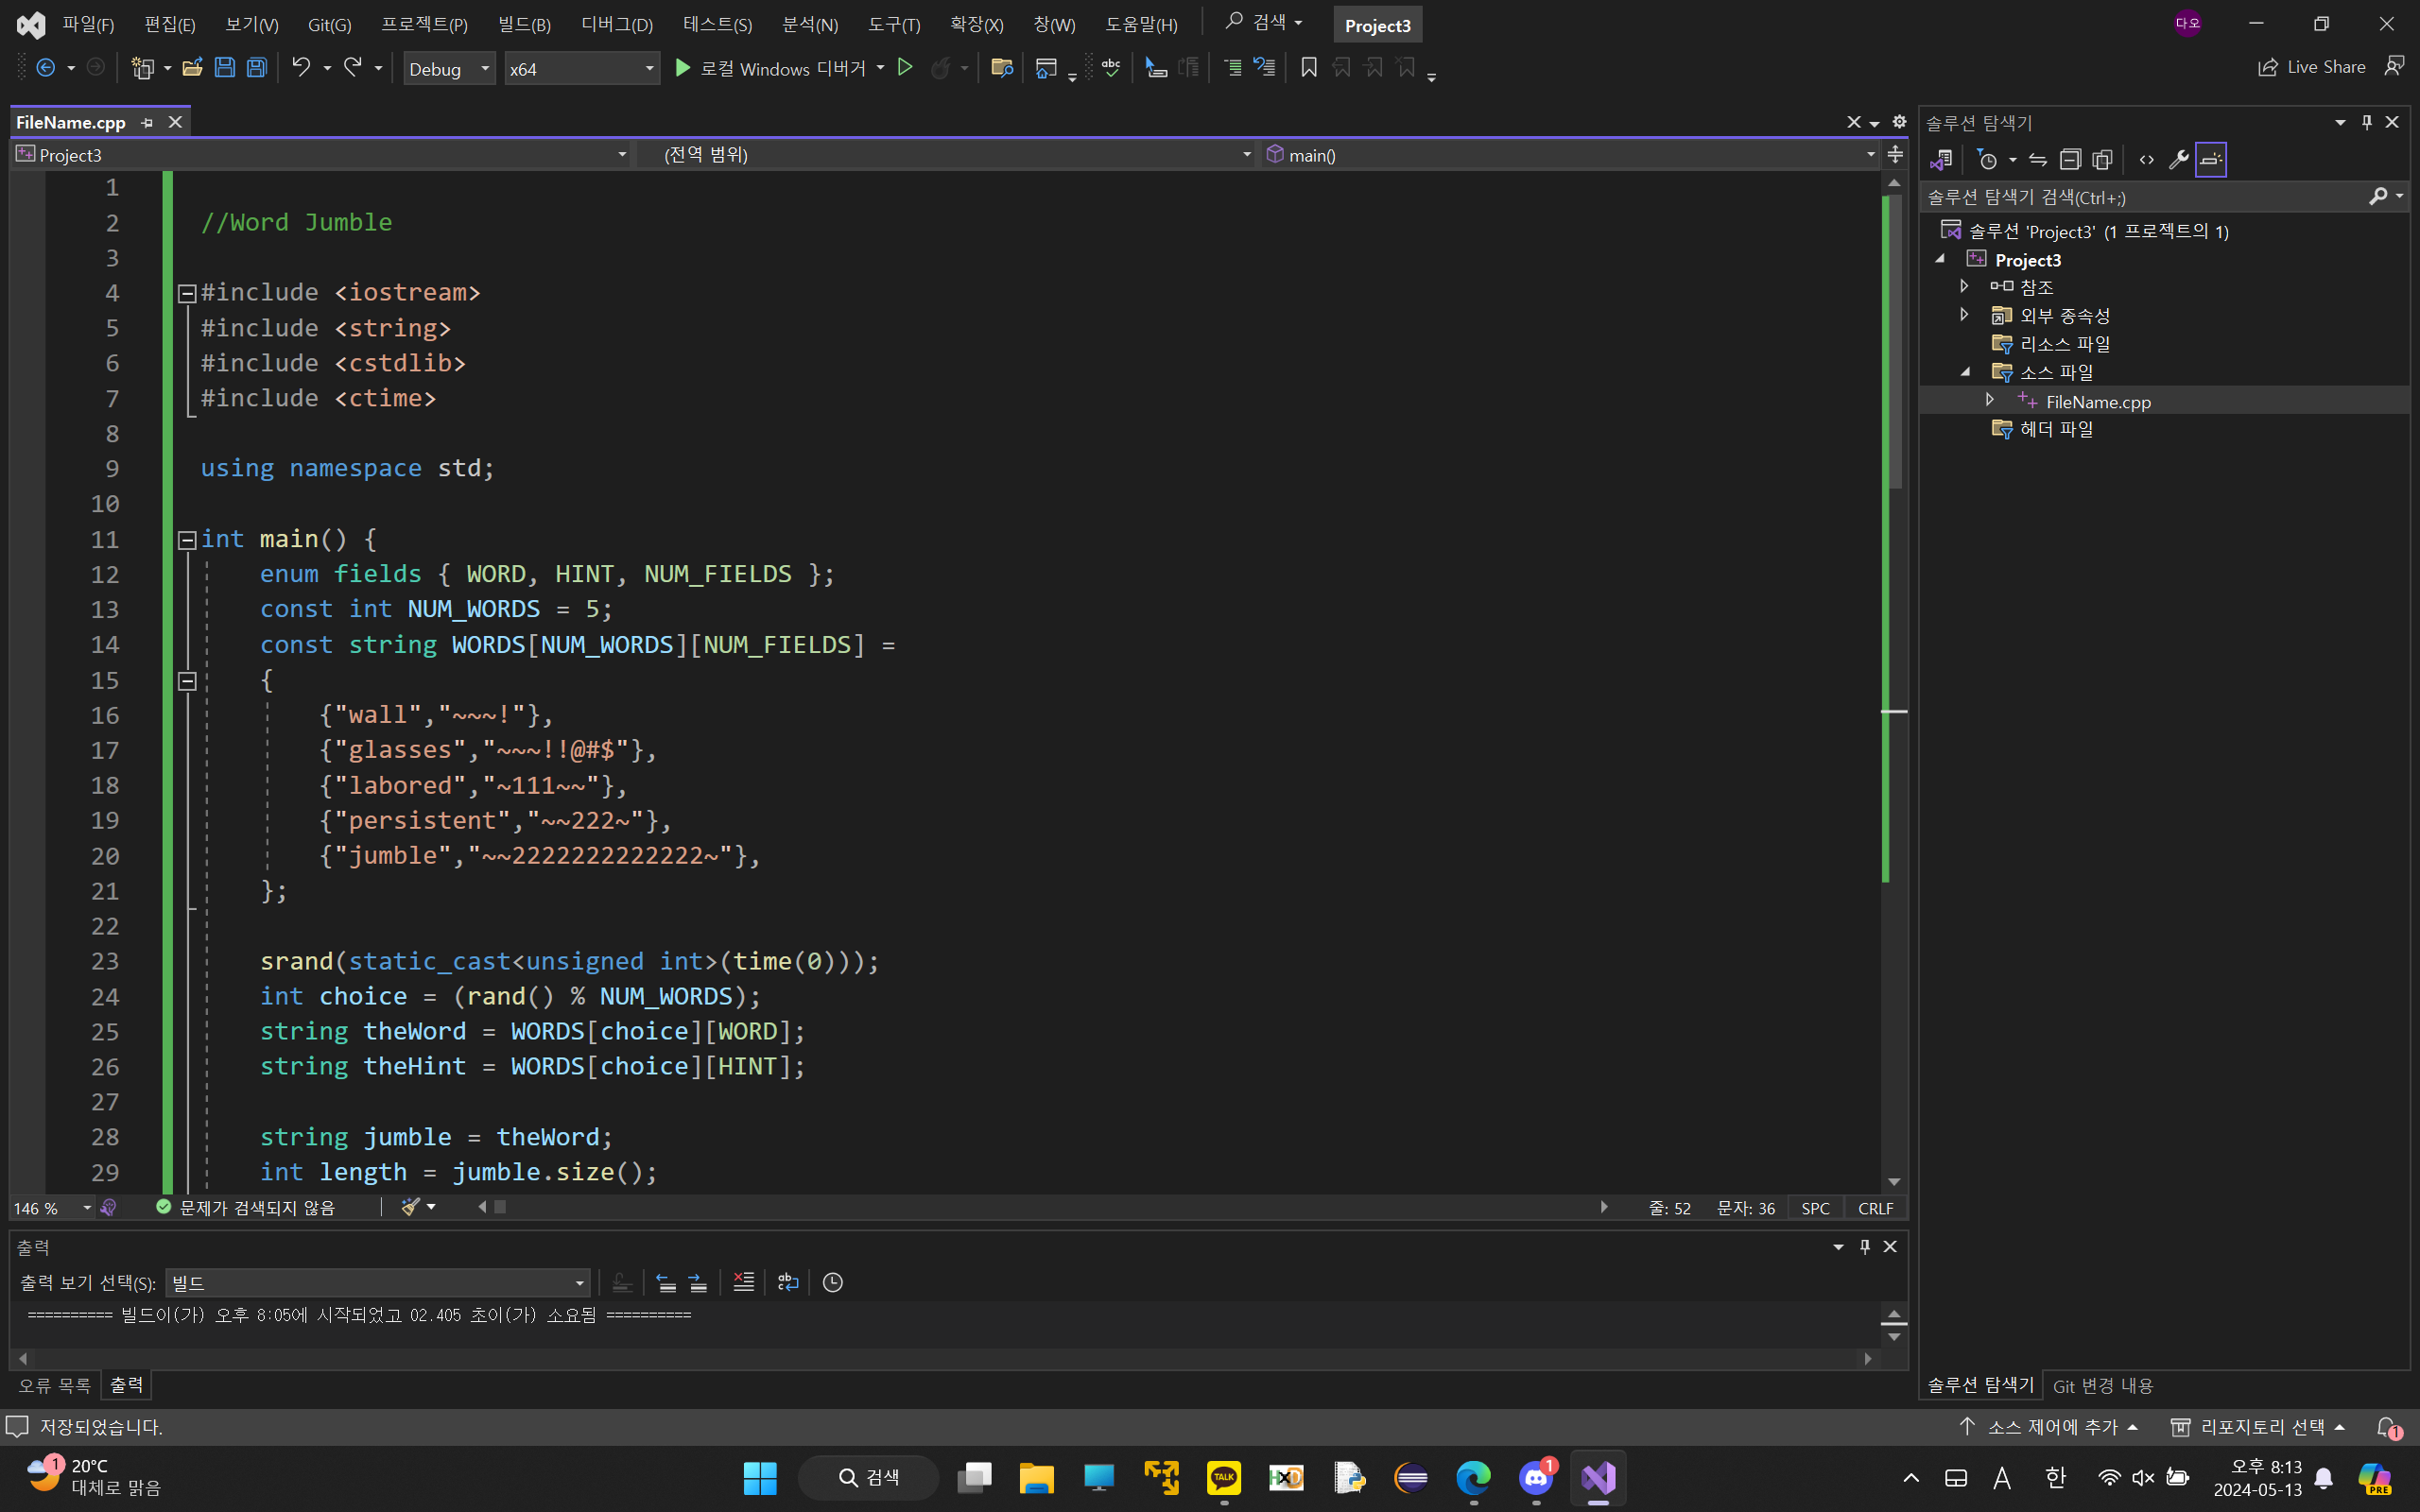 파일(F) 편집(E) 보기(V) Git(G) 프로젝트(P) 빌드(B) 디버그(D) 테스트(S) 분석(N) 도구(T) 확장(X) 창(W) 도움말(H) 검색 Project3 다오
Debug x64 로컬 Windows 디버거 Live Share
FileName.cpp
Project3 (전역 범위) main()
1
2 //Word Jumble
3
4 #include <iostream>
5 #include <string>
6 #include <cstdlib>
7 #include <ctime>
8
9 using namespace std;
10
11 int main() {
12 enum fields { WORD, HINT, NUM_FIELDS };
13 const int NUM_WORDS = 5;
14 const string WORDS[NUM_WORDS][NUM_FIELDS] =
15 {
16 {"wall","~~~!"},
17 {"glasses","~~~!!@#$"},
18 {"labored","~111~~"},
19 {"persistent","~~222~"},
20 {"jumble","~~2222222222222~"},
21 };
22
23 srand(static_cast<unsigned int>(time(0)));
24 int choice = (rand() % NUM_WORDS);
25 string theWord = WORDS[choice][WORD];
26 string theHint = WORDS[choice][HINT];
27
28 string jumble = theWord;
29 int length = jumble.size();
146 % 문제가 검색되지 않음 줄: 52 문자: 36 SPC CRLF
출력
출력 보기 선택(S): 빌드
========== 빌드이(가) 오후 8:05에 시작되었고 02.405 초이(가) 소요됨 ==========
오류 목록 출력
솔루션 탐색기
솔루션 탐색기 검색(Ctrl+;)
솔루션 'Project3' (1 프로젝트의 1)
Project3
참조
외부 종속성
리소스 파일
소스 파일
FileName.cpp
헤더 파일
솔루션 탐색기 Git 변경 내용
저장되었습니다. 소스 제어에 추가 리포지토리 선택 1
1 20°C
대체로 맑음
검색 TALK HXD 1 A 한
오후 8:13
2024-05-13
PRE